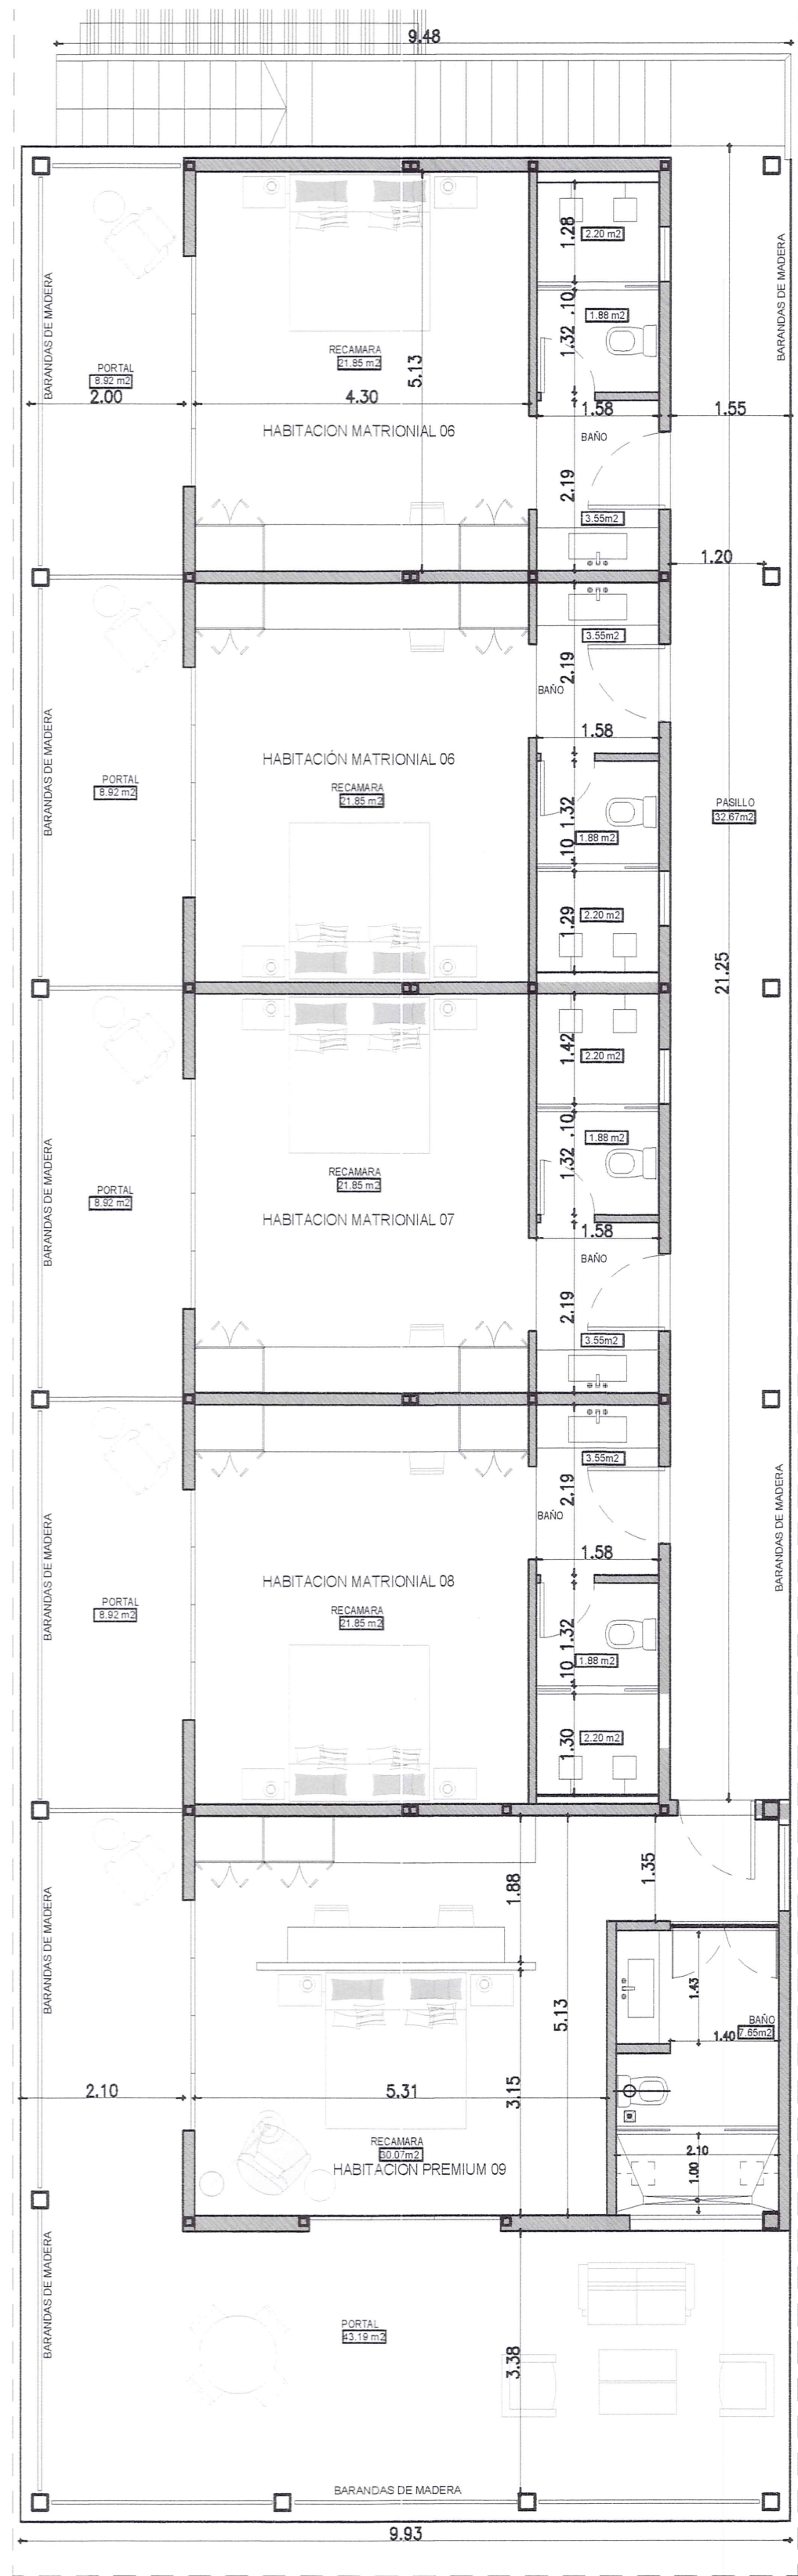 9.48
BARANDAS DE MADERA
PORTAL
8.92 m2
2.00
RECAMARA
21.85 m2
4.30
5.13
HABITACION MATRIONIAL 06
1.28
2.20 m2
.10
1.88 m2
1.32
1.58
BAÑO
2.19
3.55m2
BARANDAS DE MADERA
1.55
1.20
BARANDAS DE MADERA
PORTAL
8.92 m2
HABITACIÓN MATRIONIAL 06
RECAMARA
21.85 m2
3.55m2
2.19
BAÑO
1.58
1.32
1.88 m2
10
1.29
2.20 m2
PASILLO
32.67m2
21.25
BARANDAS DE MADERA
PORTAL
8.92 m2
RECAMARA
21.85 m2
HABITACION MATRIONIAL 07
1.42
2.20 m2
.10
1.88 m2
1.32
1.58
BAÑO
2.19
3.55m2
BARANDAS DE MADERA
PORTAL
8.92 m2
HABITACION MATRIONIAL 08
RECAMARA
21.85 m2
3.55m2
2.19
BAÑO
1.58
1.32
1.88 m2
10
1.30
2.20 m2
BARANDAS DE MADERA
BARANDAS DE MADERA
1.88
1.35
5.13
1.43
BAÑO
7.65m2
1.40
2.10
5.31
3.15
RECAMARA
30.07m2
HABITACION PREMIUM 09
2.10
1.00
BARANDAS DE MADERA
PORTAL
43.19 m2
3.38
BARANDAS DE MADERA
9.93